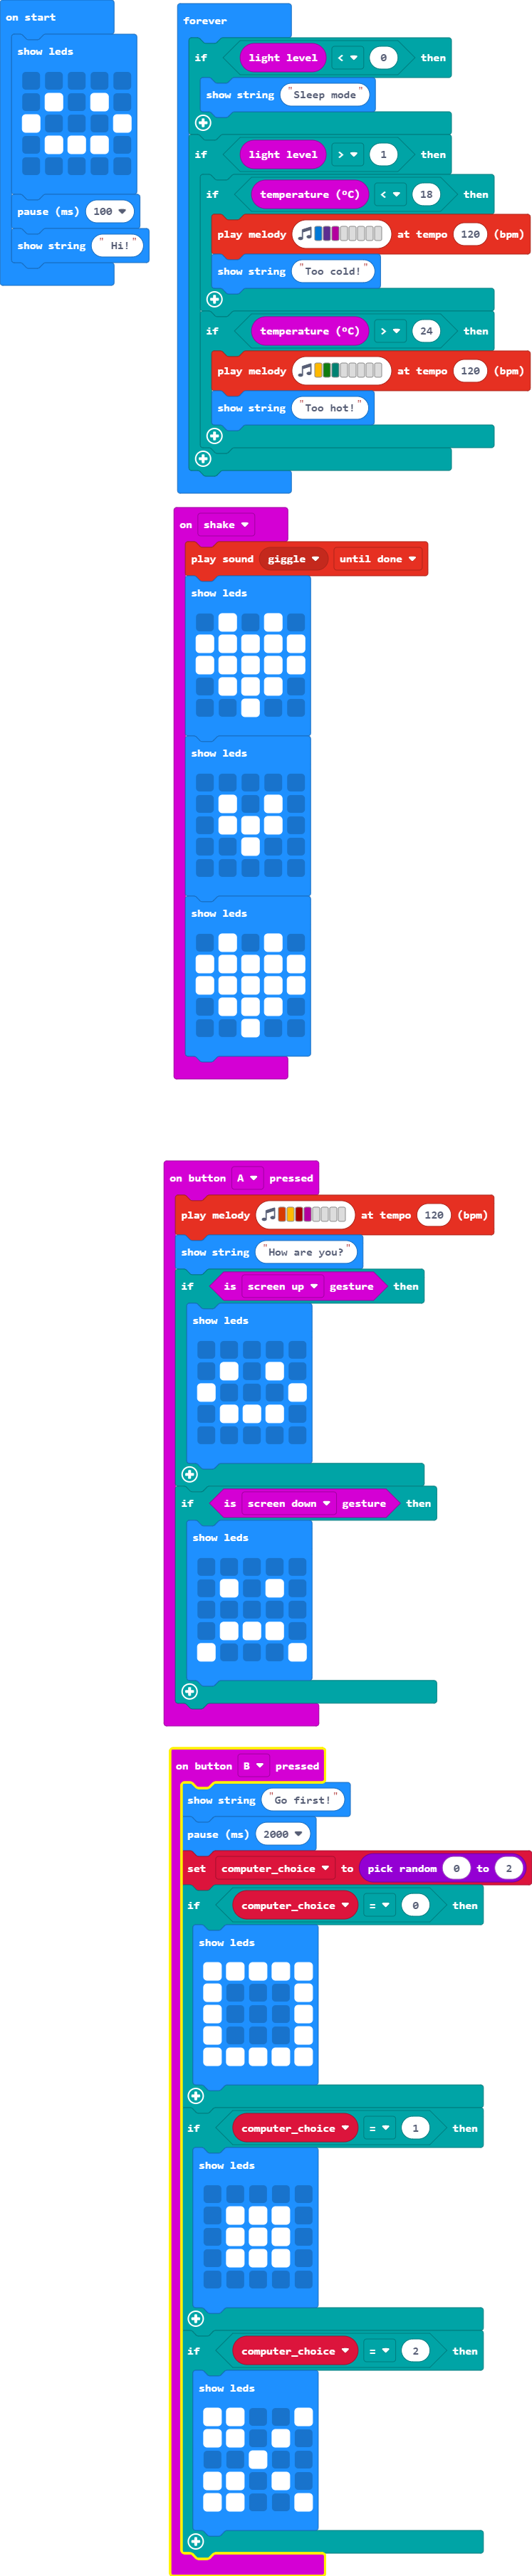 on start
show leds
pause (ms) 100
show string " Hi!"
forever
if light level < 0 then
show string "Sleep mode"
if light level > 1 then
if temperature (°C) < 18 then
play melody at tempo 120 (bpm)
show string "Too cold!"
if temperature (°C) > 24 then
play melody at tempo 120 (bpm)
show string "Too hot!"
on shake
play sound giggle until done
show leds
show leds
show leds
on button A pressed
play melody at tempo 120 (bpm)
show string "How are you?"
if is screen up gesture then
show leds
if is screen down gesture then
show leds
on button B pressed
show string "Go first!"
pause (ms) 2000
set computer_choice to pick random 0 to 2
if computer_choice = 0 then
show leds
if computer_choice = 1 then
show leds
if computer_choice = 2 then
show leds